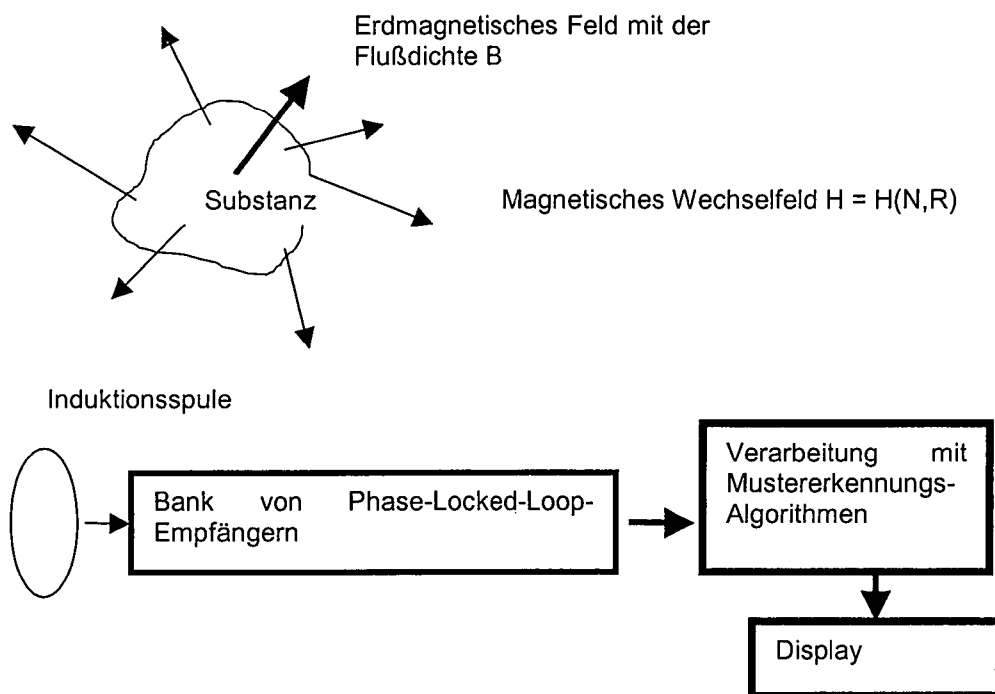 Erdmagnetisches Feld mit der
Flußdichte B
Substanz
Magnetisches Wechselfeld H = H(N,R)
Induktionsspule
Bank von Phase-Locked-Loop-
Empfängern
Verarbeitung mit
Mustererkennungs-
Algorithmen
Display